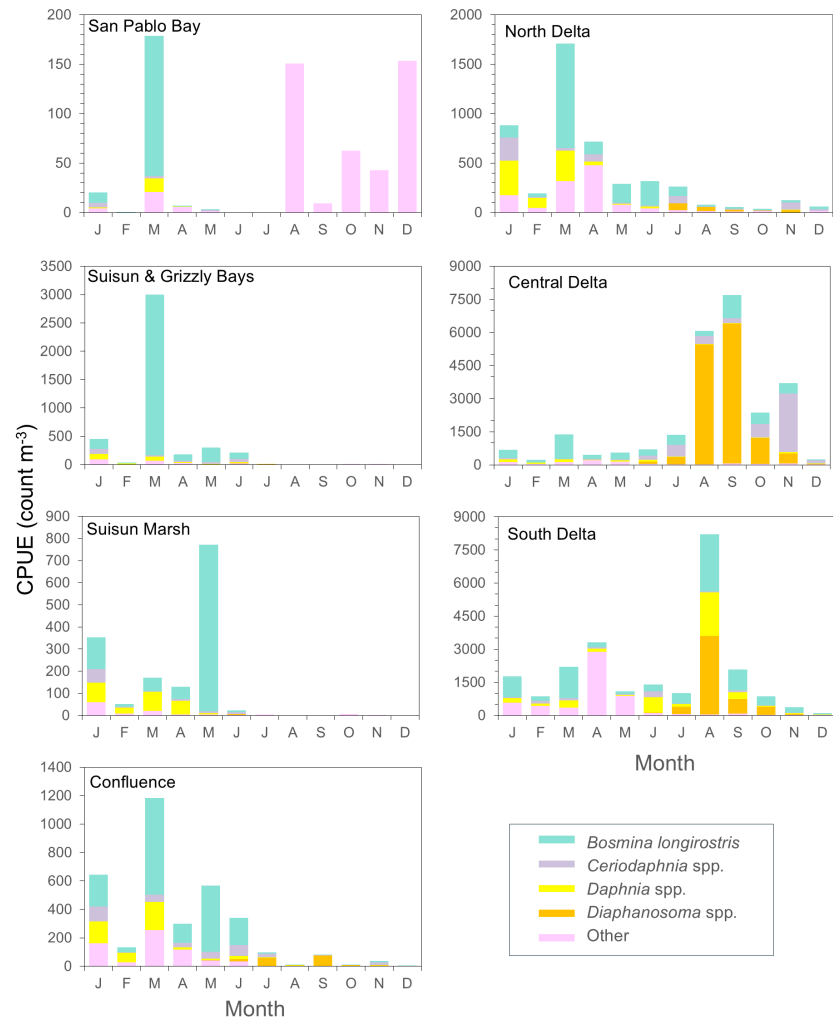 San Pablo Bay
200
150
100
50
0
J F M A M J J A S O N D
North Delta
2000
1500
1000
500
0
J F M A M J J A S O N D
Suisun & Grizzly Bays
3500
3000
2500
2000
1500
1000
500
0
J F M A M J J A S O N D
Central Delta
9000
7500
6000
4500
3000
1500
0
J F M A M J J A S O N D
CPUE (count m-3)
Suisun Marsh
900
800
700
600
500
400
300
200
100
0
J F M A M J J A S O N D
South Delta
9000
7500
6000
4500
3000
1500
0
J F M A M J J A S O N D
Month
Confluence
1400
1200
1000
800
600
400
200
0
J F M A M J J A S O N D
Month
Bosmina longirostris
Ceriodaphnia spp.
Daphnia spp.
Diaphanosoma spp.
Other